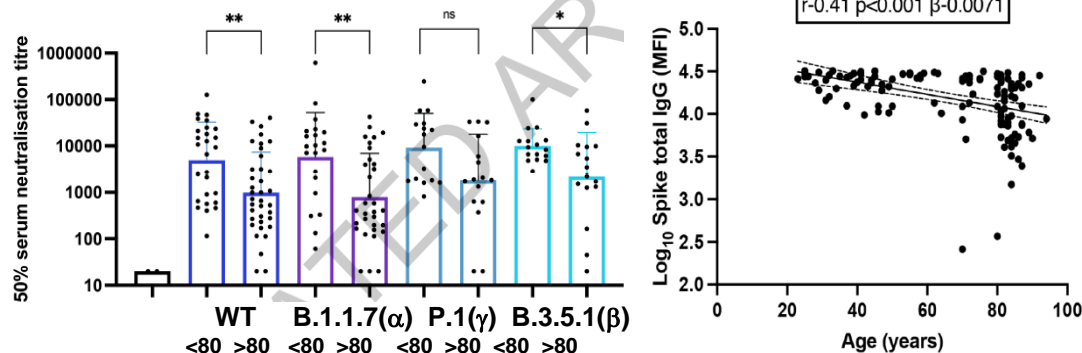 ** ** ns *
50% serum neutralisation titre
1000000
100000
10000
1000
100
10
WT B.1.1.7(α) P.1(γ) B.3.5.1(β)
<80 >80 <80 >80 <80 >80 <80 >80
ATED AR
r-0.41 p<0.001 β-0.0071
Log10 Spike total IgG (MFI)
5.0
4.5
4.0
3.5
3.0
2.5
2.0
0 20 40 60 80 100
Age (years)